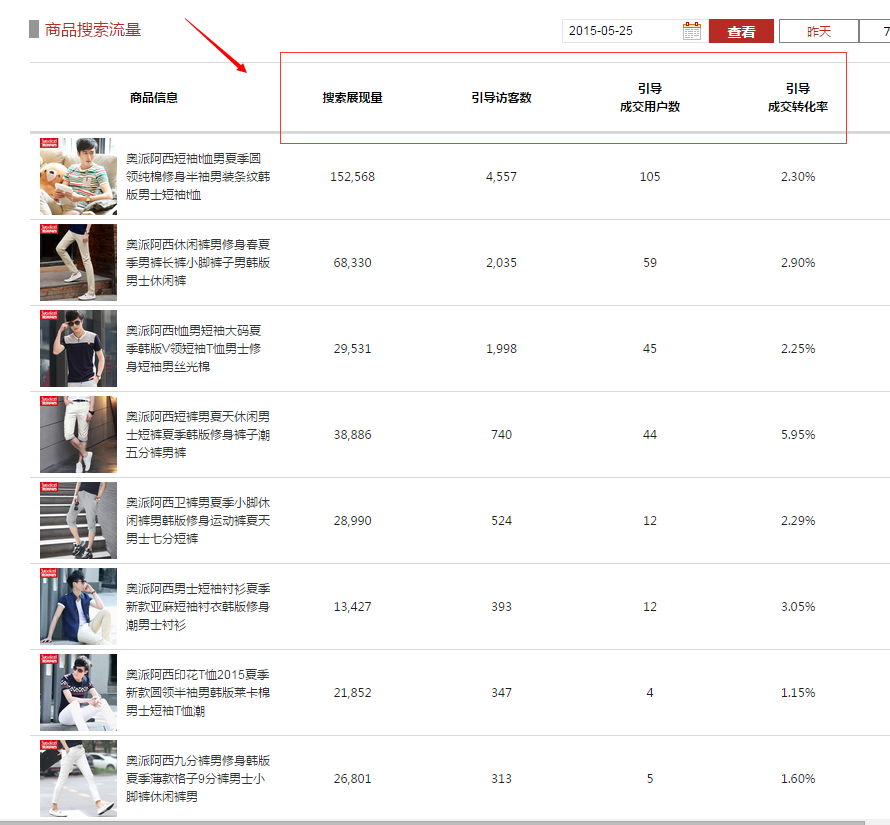 商品搜索流量
2015-05-25
查看
昨天
7
商品信息
搜索展现量
引导访客数
引导
成交用户数
引导
成交转化率
奥派阿西短袖t恤男夏季圆
领纯棉修身半袖男装条纹韩
版男士短袖t恤
152,568
4,557
105
2.30%
奥派阿西休闲裤男修身春夏
季男裤长裤小脚裤子男韩版
男士休闲裤
68,330
2,035
59
2.90%
奥派阿西t恤男短袖大码夏
季韩版V领短袖T恤男士修
身短袖男丝光棉
29,531
1,998
45
2.25%
奥派阿西短裤男夏天休闲男
士短裤夏季韩版修身裤子潮
五分裤男裤
38,886
740
44
5.95%
奥派阿西卫裤男夏季小脚休
闲裤男韩版修身运动裤夏天
男士七分短裤
28,990
524
12
2.29%
奥派阿西男士短袖衬衫夏季
新款亚麻短袖衬衣韩版修身
潮男士衬衫
13,427
393
12
3.05%
奥派阿西印花T恤2015夏季
新款圆领半袖男韩版莱卡棉
男士短袖T恤潮
21,852
347
4
1.15%
奥派阿西九分裤男修身韩版
夏季薄款格子9分裤男士小
脚裤休闲裤男
26,801
313
5
1.60%